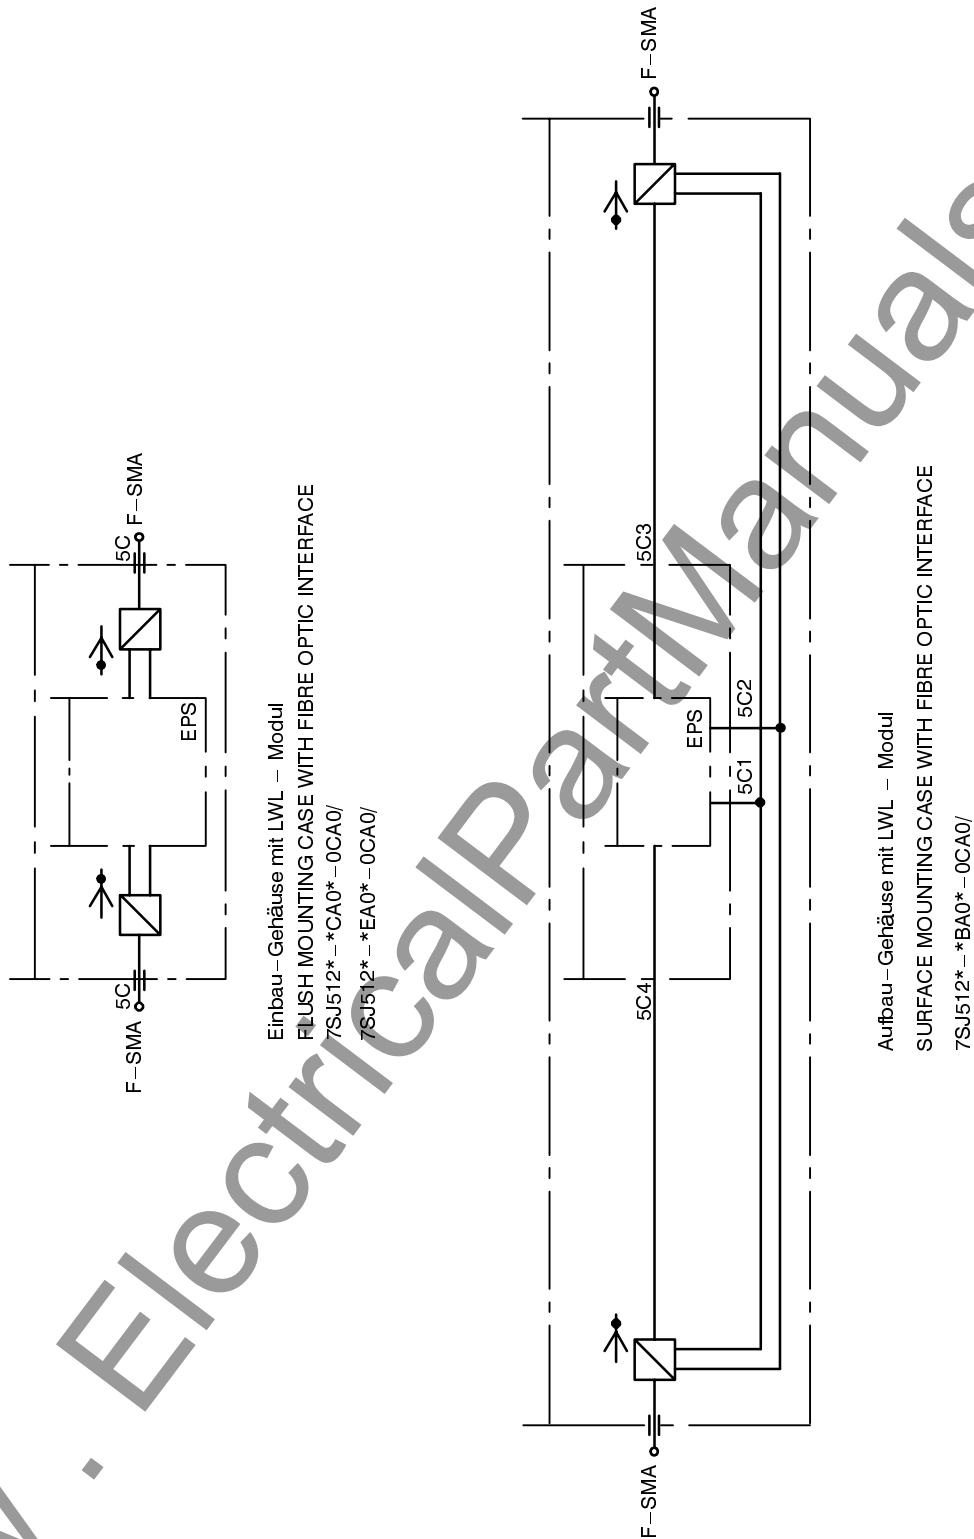 F–SMA
5C
EPS
5C
F–SMA
Einbau–Gehäuse mit LWL – Modul
FLUSH MOUNTING CASE WITH FIBRE OPTIC INTERFACE
7SJ512*–*CA0*–0CA0/
7SJ512*–*EA0*–0CA0/
F–SMA
5C4
5C3
F–SMA
EPS
5C1
5C2
Aufbau–Gehäuse mit LWL – Modul
SURFACE MOUNTING CASE WITH FIBRE OPTIC INTERFACE
7SJ512*–*BA0*–0CA0/
. ElectricalPartManuals